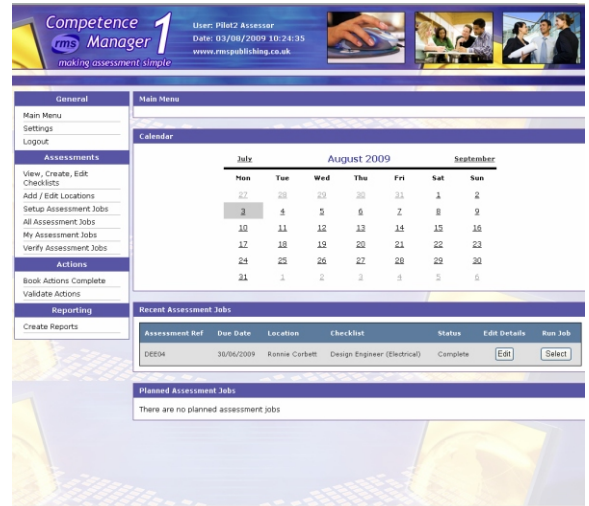 Competence
rms Manager 1
making assessment simple
User: Pilot2 Assessor
Date: 03/08/2009 10:24:35
www.rmspublishing.co.uk
General
Main Menu
Settings
Logout
Assessments
View, Create, Edit
Checklists
Add / Edit Locations
Setup Assessment Jobs
All Assessment Jobs
My Assessment Jobs
Verify Assessment Jobs
Actions
Book Actions Complete
Validate Actions
Reporting
Create Reports
Main Menu
Calendar
July August 2009 September
Mon Tue Wed Thu Fri Sat Sun
27 28 29 30 31 1 2
3 4 5 6 7 8 9
10 11 12 13 14 15 16
17 18 19 20 21 22 23
24 25 26 27 28 29 30
31 1 2 3 4 5 6
Recent Assessment Jobs
Assessment Ref Due Date Location Checklist Status Edit Details Run Job
DEE04 30/06/2009 Ronnie Corbett Design Engineer (Electrical) Complete Edit Select
Planned Assessment Jobs
There are no planned assessment jobs